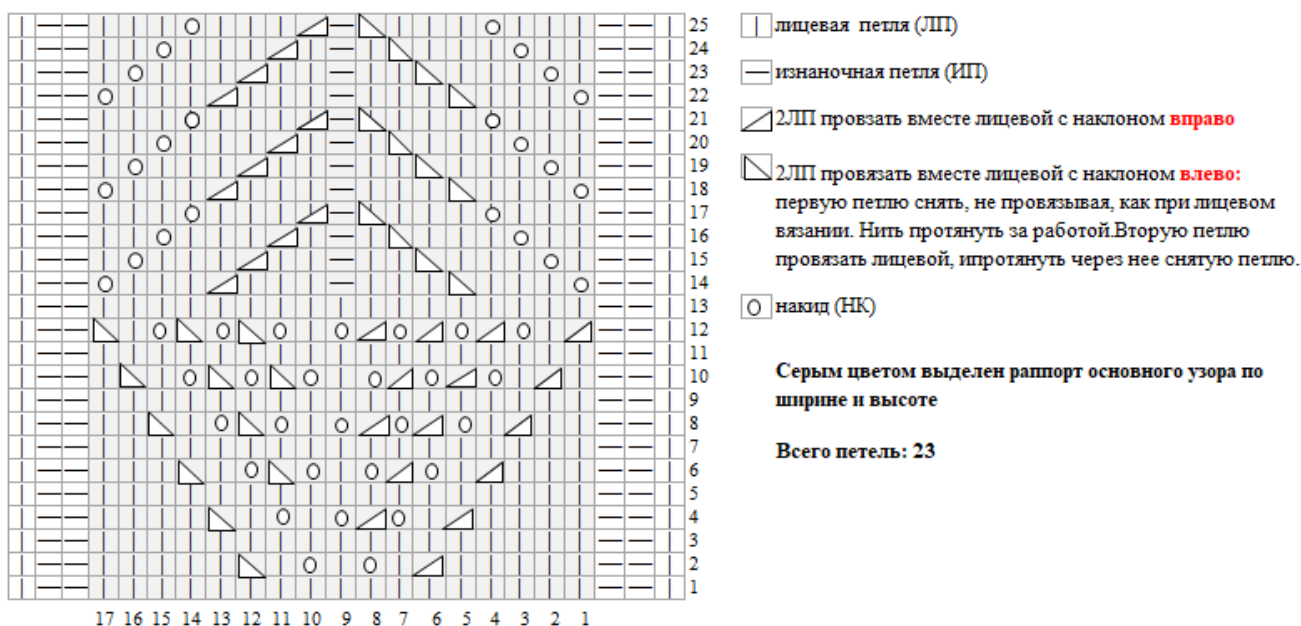 25
24
23
22
21
20
19
18
17
16
15
14
13
12
11
10
9
8
7
6
5
4
3
2
1
17 16 15 14 13 12 11 10 9 8 7 6 5 4 3 2 1
лицевая петля (ЛП)
изнаночная петля (ИП)
2ЛП провзать вместе лицевой с наклоном вправо
2ЛП провязать вместе лицевой с наклоном влево:
первую петлю снять, не провязывая, как при лицевом
вязании. Нить протянуть за работой.Вторую петлю
провязать лицевой, ипротянуть через нее снятую петлю.
накид (НК)
Серым цветом выделен раппорт основного узора по
ширине и высоте
Всего петель: 23